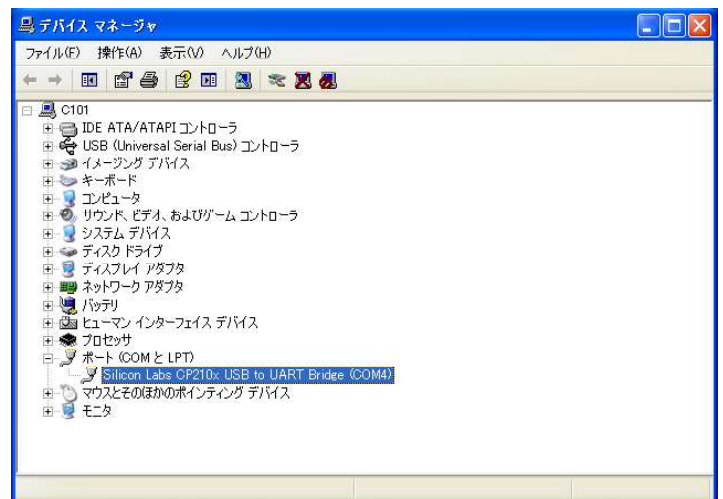 デバイス マネージャ
ファイル(F) 操作(A) 表示(V) ヘルプ(H)
C101
IDE ATA/ATAPI コントローラ
USB (Universal Serial Bus) コントローラ
イメージング デバイス
キーボード
コンピュータ
サウンド、ビデオ、およびゲーム コントローラ
システム デバイス
ディスク ドライブ
ディスプレイ アダプタ
ネットワーク アダプタ
バッテリ
ヒューマン インターフェイス デバイス
プロセッサ
ポート (COM と LPT)
Silicon Labs CP210x USB to UART Bridge (COM4)
マウスとそのほかのポインティング デバイス
モニタ